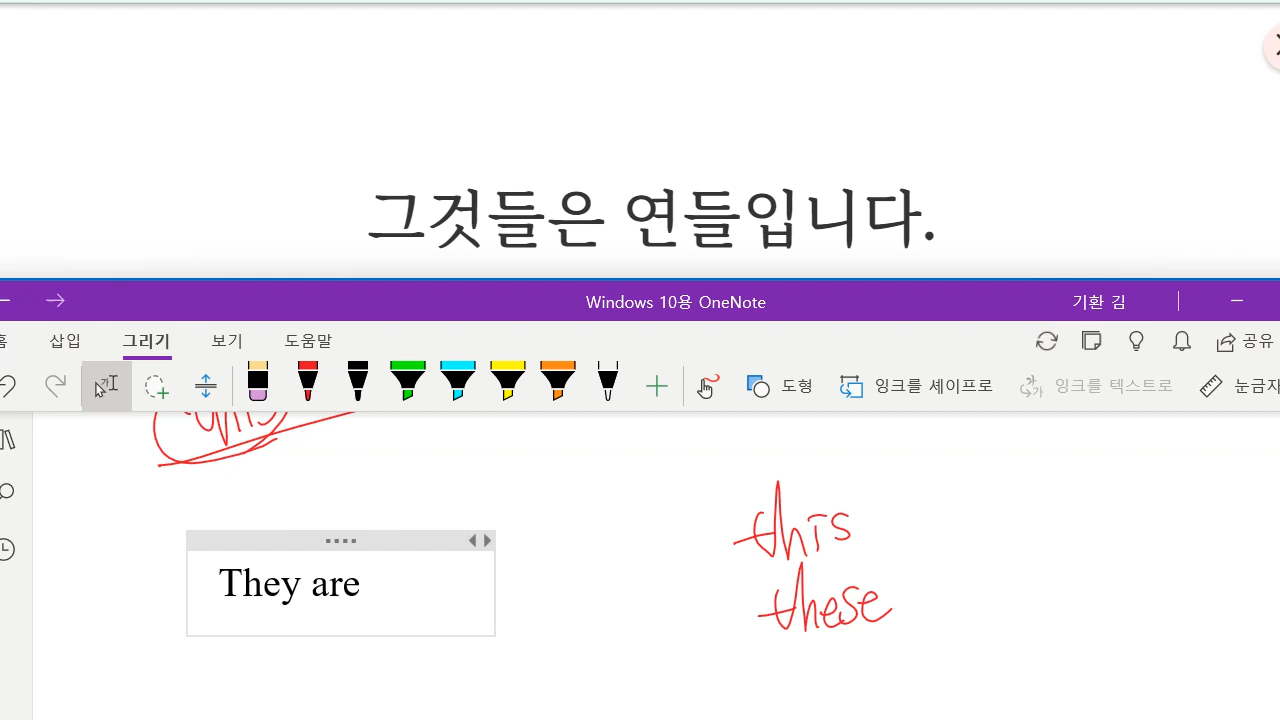 그것들은 연들입니다.
Windows 10용 OneNote
기환 김
삽입
그리기
보기
도움말
공유
도형
잉크를 셰이프로
잉크를 텍스트로
They are
this
these